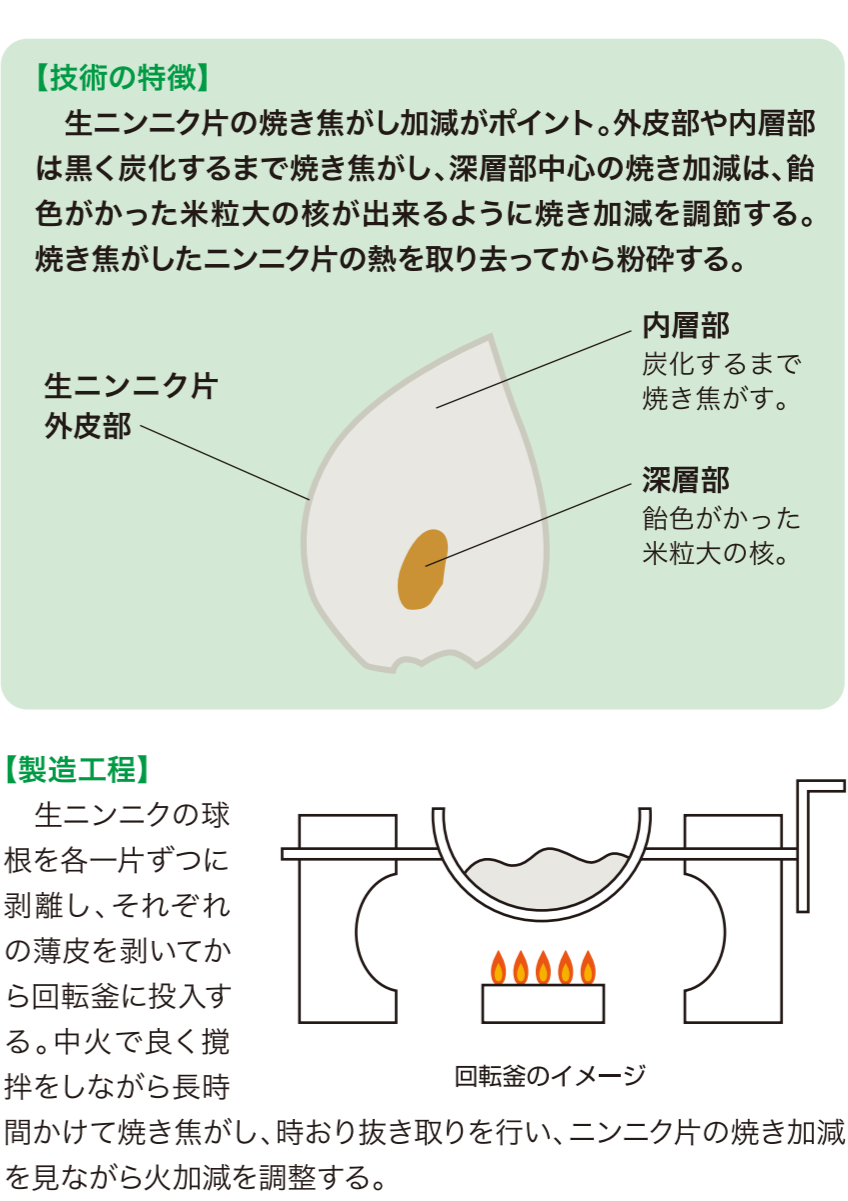 【技術の特徴】
　生ニンニク片の焼き焦がし加減がポイント。外皮部や内層部
は黒く炭化するまで焼き焦がし、深層部中心の焼き加減は、飴
色がかった米粒大の核が出来るように焼き加減を調節する。
焼き焦がしたニンニク片の熱を取り去ってから粉砕する。
内層部
炭化するまで
焼き焦がす。
生ニンニク片
外皮部
深層部
飴色がかった
米粒大の核。
【製造工程】
　生ニンニクの球
根を各一片ずつに
剥離し、それぞれ
の薄皮を剥いてか
ら回転釜に投入す
る。中火で良く撹
拌をしながら長時
間かけて焼き焦がし、時おり抜き取りを行い、ニンニク片の焼き加減
を見ながら火加減を調整する。
回転釜のイメージ